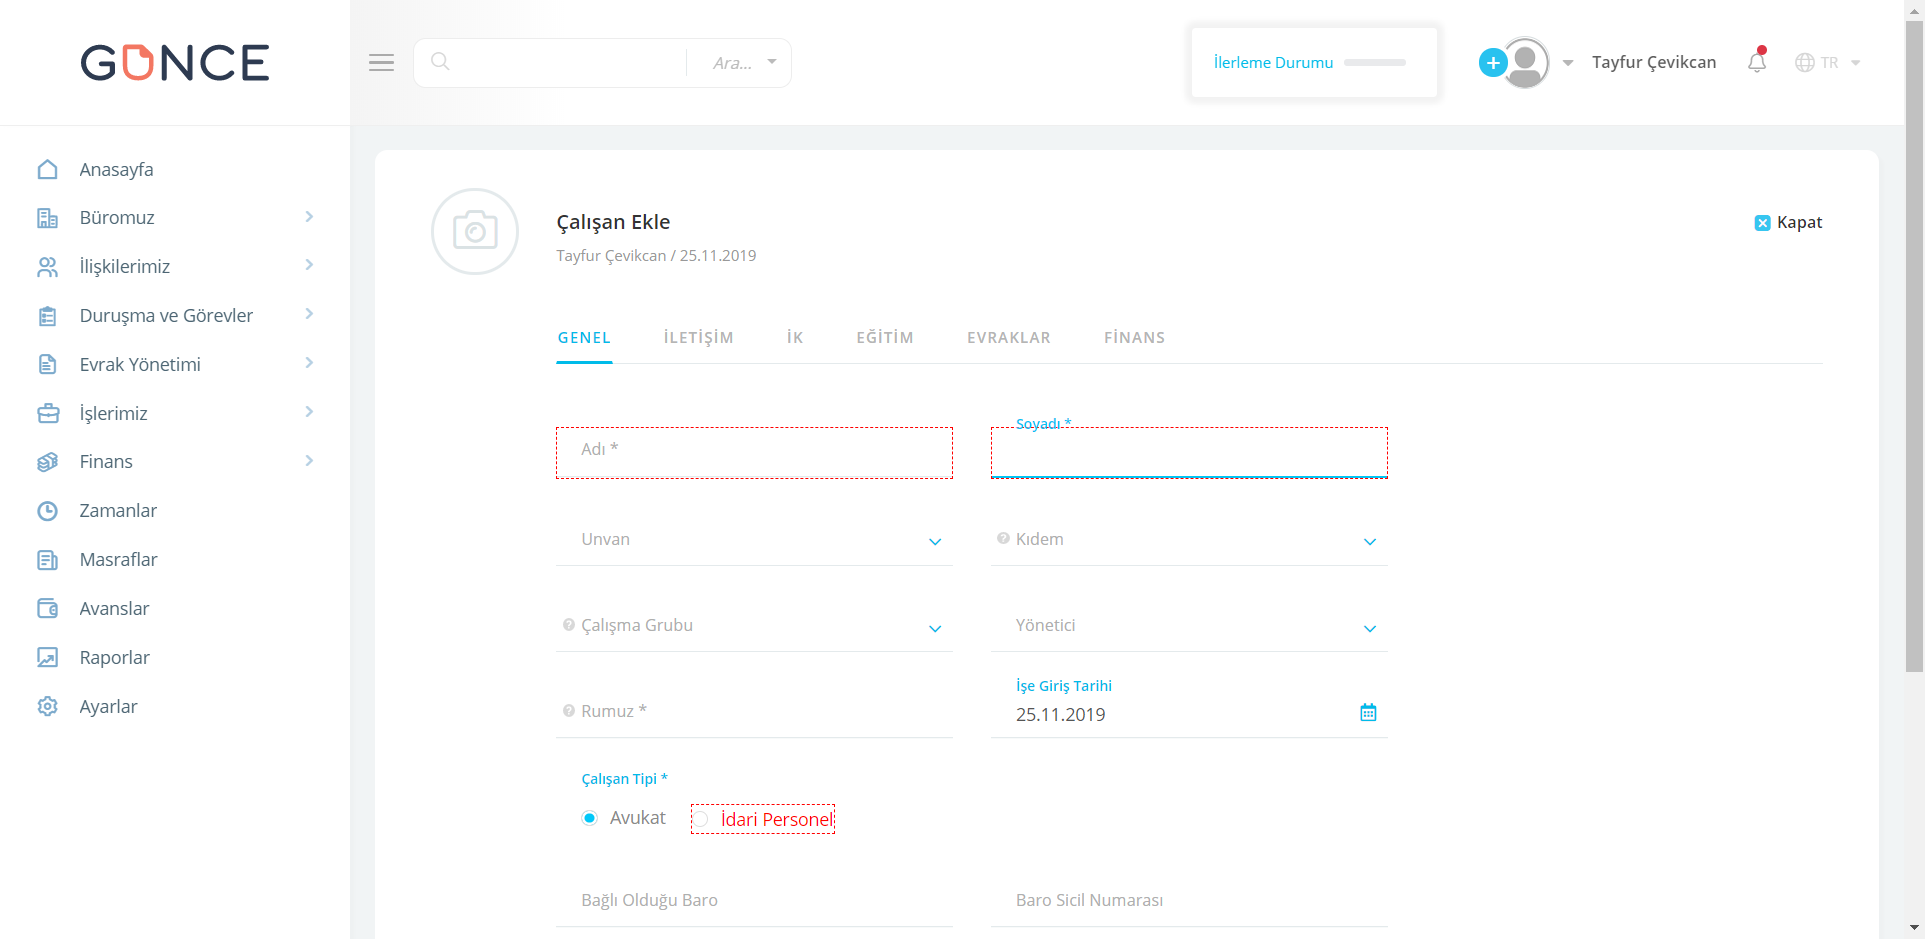 GÜNCE
Ara...
İlerleme Durumu
Tayfur Çevikcan
TR
Anasayfa
Büromuz
İlişkilerimiz
Duruşma ve Görevler
Evrak Yönetimi
İşlerimiz
Finans
Zamanlar
Masraflar
Avanslar
Raporlar
Ayarlar
Çalışan Ekle
Tayfur Çevikcan / 25.11.2019
Kapat
GENEL İLETİŞİM İK EĞİTİM EVRAKLAR FİNANS
Adı *
Soyadı *
Unvan
Kıdem
Çalışma Grubu
Yönetici
Rumuz *
İşe Giriş Tarihi
25.11.2019
Çalışan Tipi *
Avukat İdari Personel
Bağlı Olduğu Baro
Baro Sicil Numarası